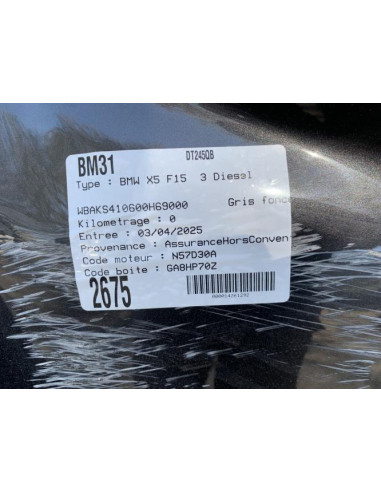 BM31 DT245QB
Type : BMW X5 F15 3 Diesel
WBAKS410600H69000 Gris fonc
Kilometrage : 0
Entree : 03/04/2025
Provenance : AssuranceHorsConven
Code moteur : N57D30A
Code boite : GA8HP70Z
2675